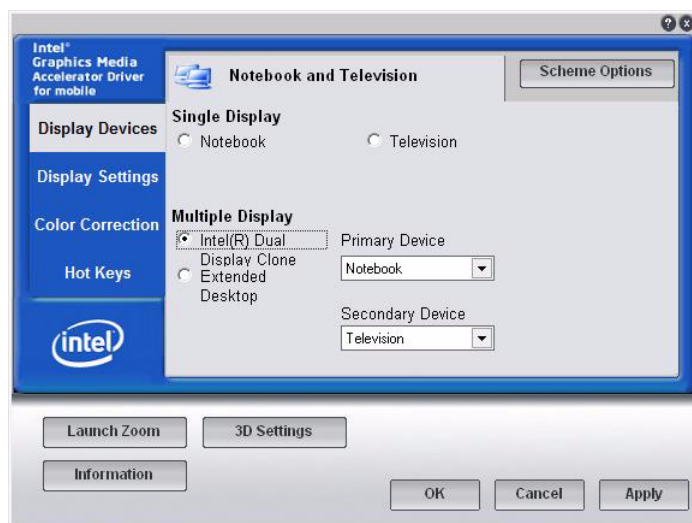 Intel®
Graphics Media
Accelerator Driver
for mobile
Notebook and Television
Scheme Options
Display Devices
Display Settings
Color Correction
Hot Keys
Single Display
Notebook
Television
Multiple Display
Intel(R) Dual
Display Clone
Extended
Desktop
Primary Device
Notebook
Secondary Device
Television
intel
Launch Zoom
3D Settings
Information
OK
Cancel
Apply